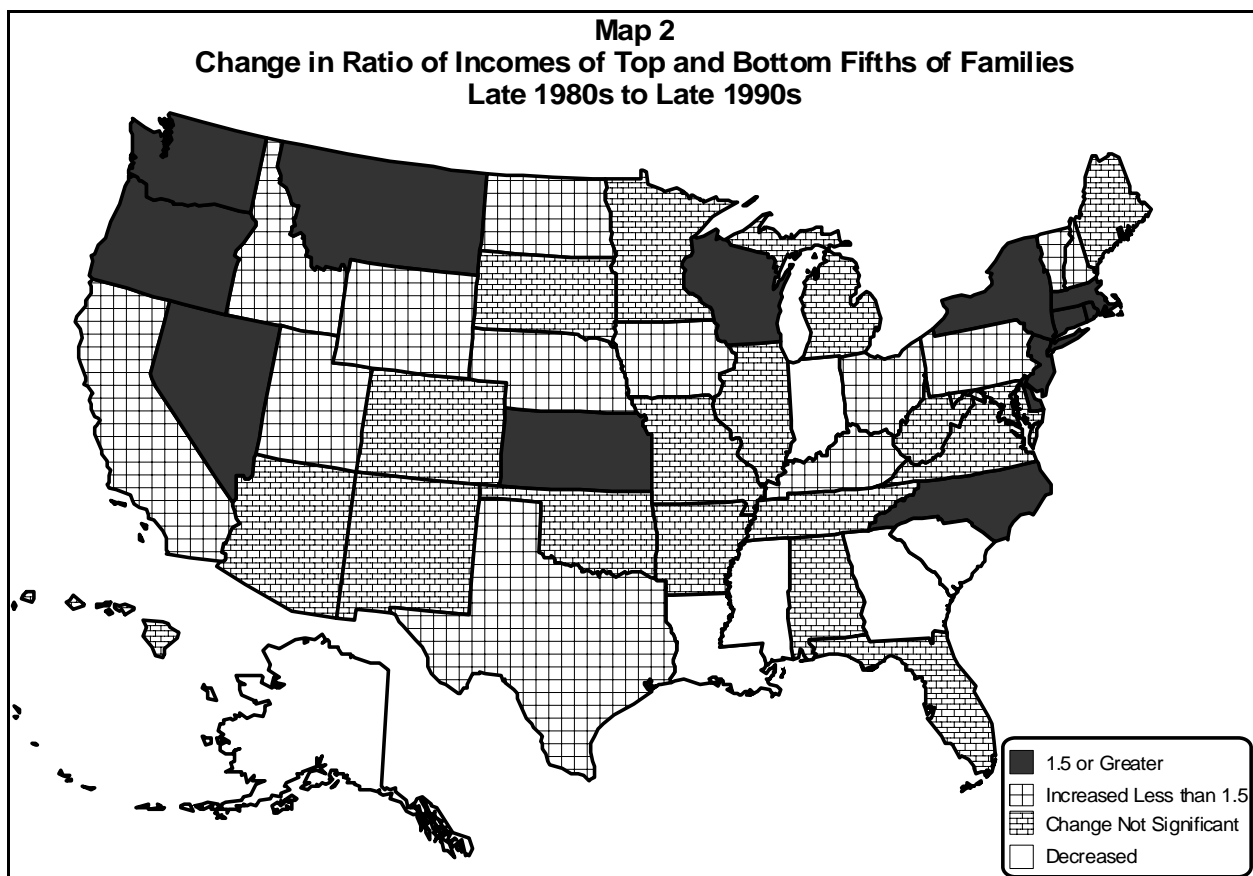 Map 2
Change in Ratio of Incomes of Top and Bottom Fifths of Families
Late 1980s to Late 1990s
1.5 or Greater
Increased Less than 1.5
Change Not Significant
Decreased